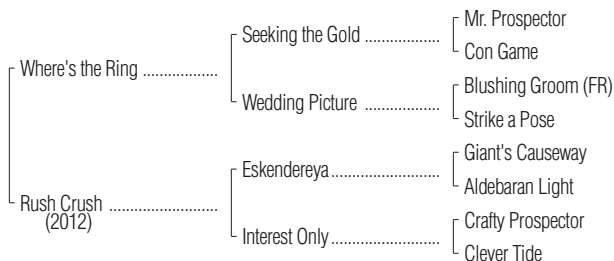 Mr. Prospector
Seeking the Gold ..................
Con Game
Where's the Ring ..................
Blushing Groom (FR)
Wedding Picture ..................
Strike a Pose
Giant's Causeway
Eskendereya.......................
Aldebaran Light
Rush Crush ..........................
(2012)
Crafty Prospector
Interest Only .......................
Clever Tide